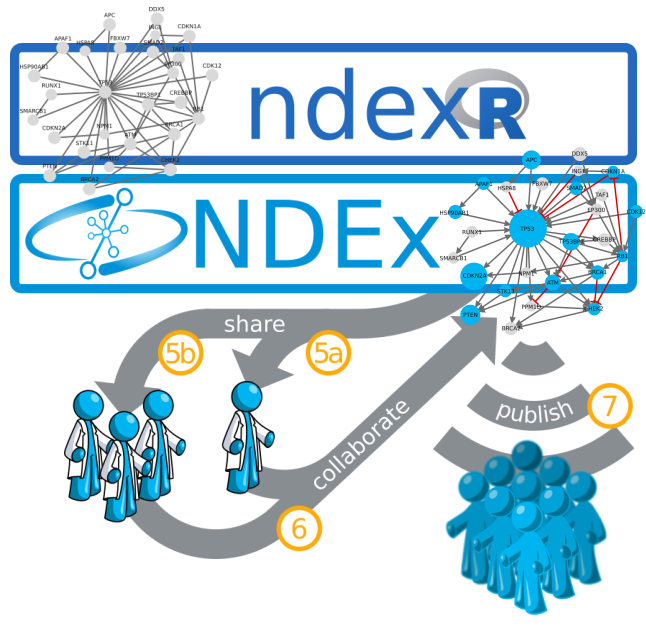 DDX5
APC
ING1
CDKN1A
APAF1
HSPA8
FBXW7
SMAD2
TAF1
HSP90AB1
EP300
CDK12
RUNX1
TP53
TP53BP1
CREBBP
SMARCB1
RB1
CDKN2A
NPM1
ATM
BRCA1
STK11
PPM1D
CHEK2
PTEN
BRCA2
ndexR
NDEx
DDX5
APC
ING1
CDKN1A
APAF1
HSPA8
FBXW7
SMAD2
TAF1
HSP90AB1
EP300
CDK12
RUNX1
TP53
TP53BP1
CREBBP
SMARCB1
RB1
CDKN2A
NPM1
BRCA1
ATM
STK11
PPM1D
CHEK2
PTEN
BRCA2
share
5b
5a
collaborate
publish
7
6